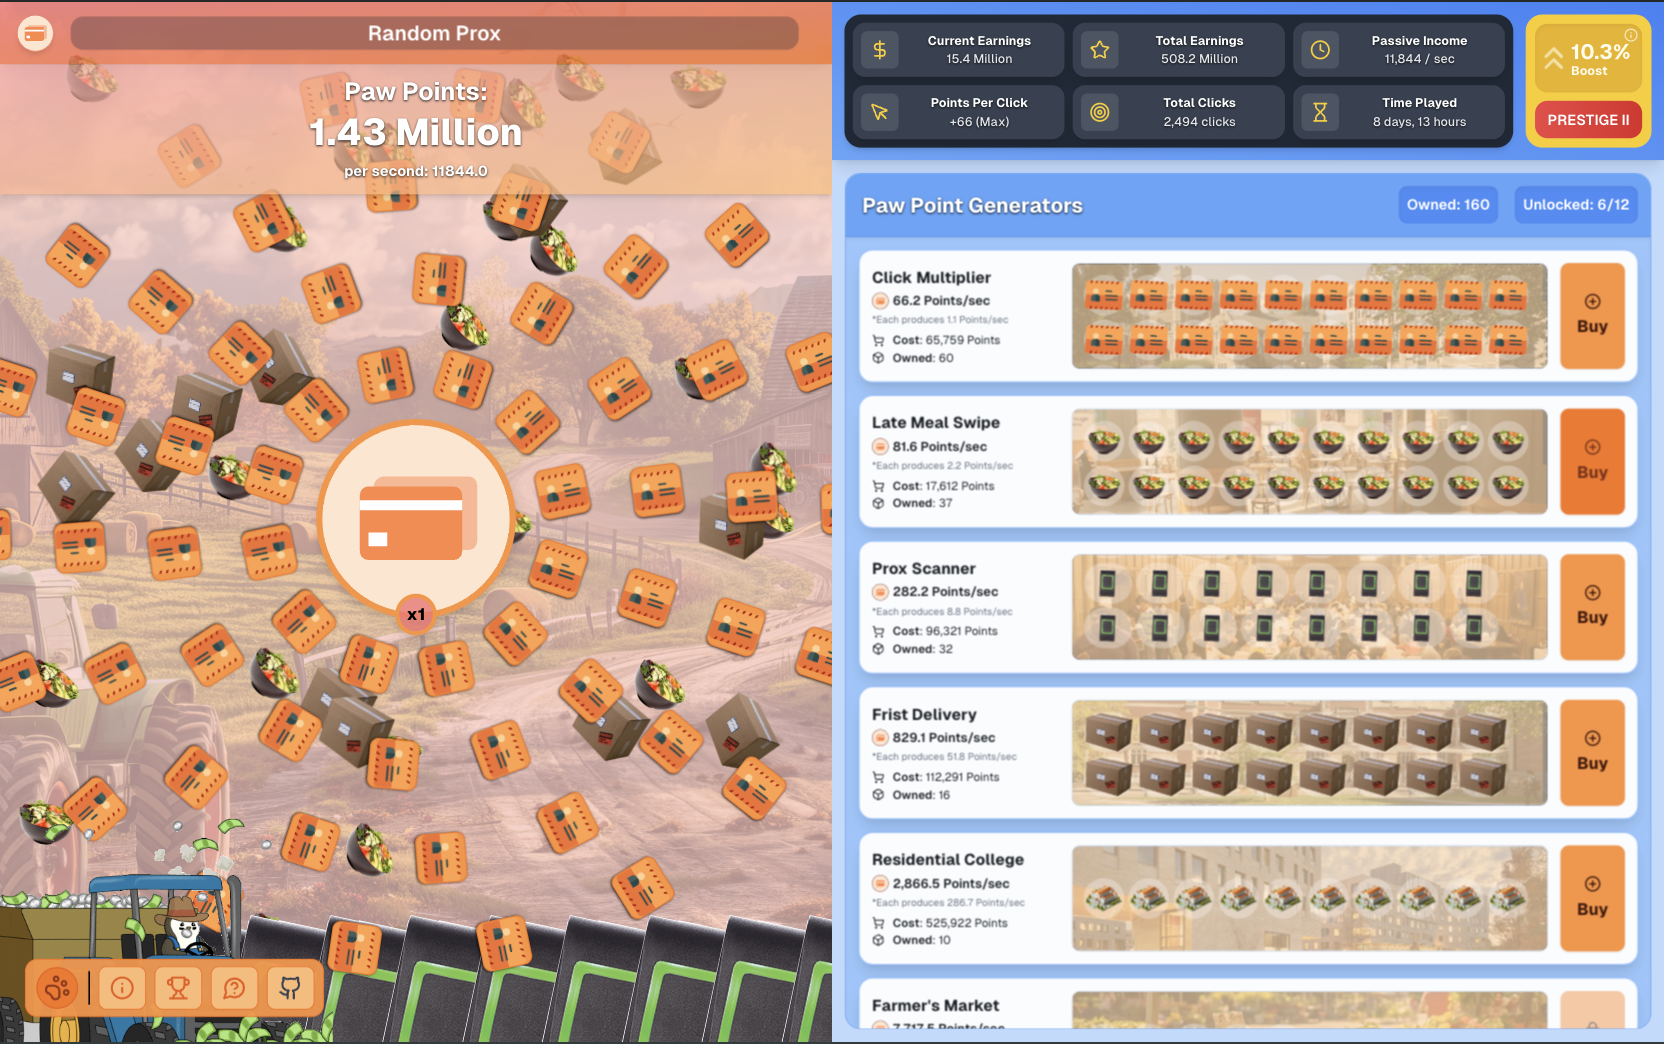 Random Prox
Paw Points:
1.43 Million
per second: 11844.0
x1
Current Earnings
15.4 Million
Total Earnings
508.2 Million
Passive Income
11,844 / sec
Points Per Click
+66 (Max)
Total Clicks
2,494 clicks
Time Played
8 days, 13 hours
10.3%
Boost
PRESTIGE II
Paw Point Generators
Owned: 160
Unlocked: 6/12
Click Multiplier
66.2 Points/sec
*Each produces 1.1 Points/sec
Cost: 65,759 Points
Owned: 60
Buy
Late Meal Swipe
81.6 Points/sec
*Each produces 2.2 Points/sec
Cost: 17,612 Points
Owned: 37
Buy
Prox Scanner
282.2 Points/sec
*Each produces 8.8 Points/sec
Cost: 96,321 Points
Owned: 32
Buy
Frist Delivery
829.1 Points/sec
*Each produces 51.8 Points/sec
Cost: 112,291 Points
Owned: 16
Buy
Residential College
2,866.5 Points/sec
*Each produces 286.7 Points/sec
Cost: 525,922 Points
Owned: 10
Buy
Farmer's Market
7,717.5 Points/sec